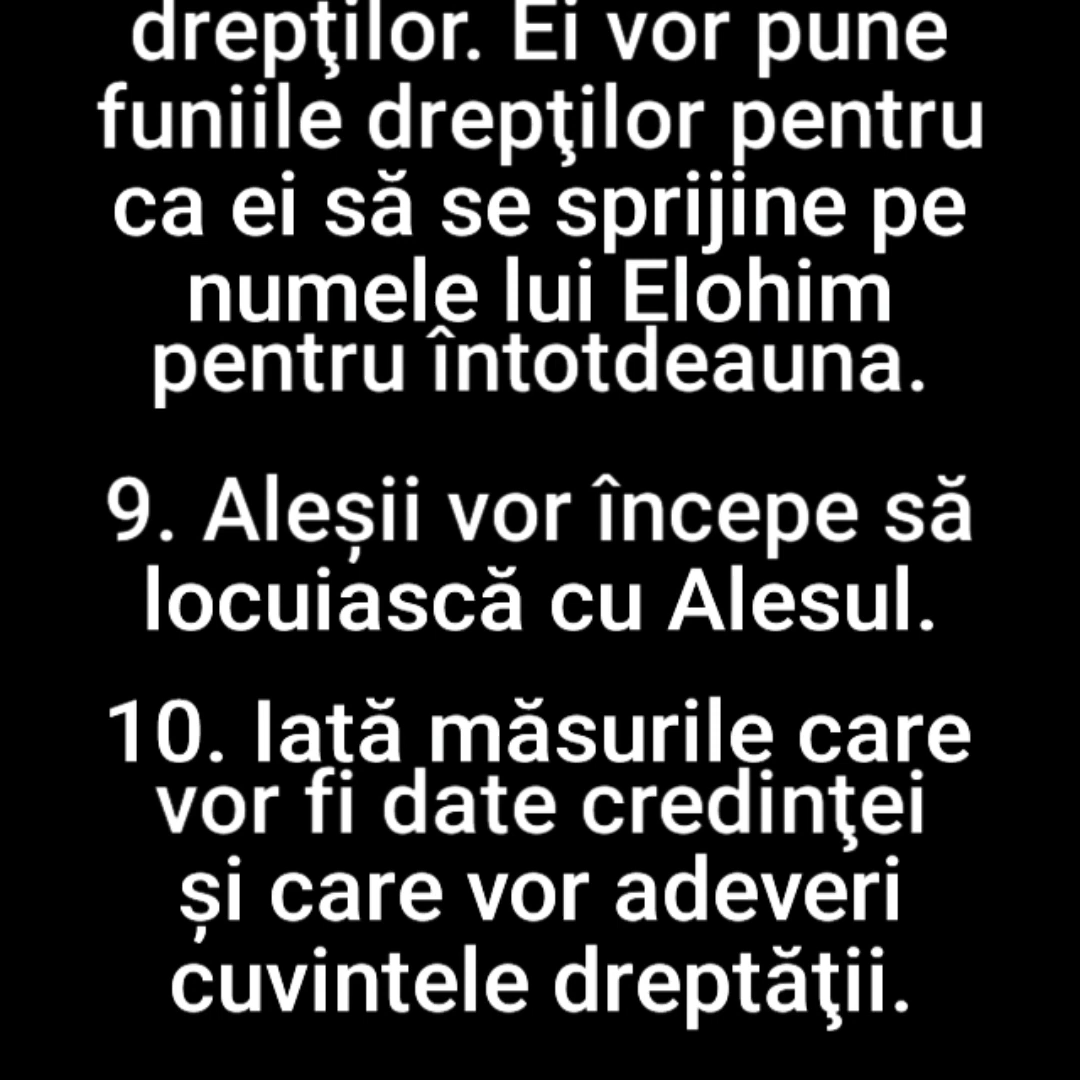 drepţilor. Ei vor pune
funiile drepţilor pentru
ca ei să se sprijine pe
numele lui Elohim
pentru întotdeauna.
9. Aleșii vor începe să
locuiască cu Alesul.
10. Iată măsurile care
vor fi date credinţei
și care vor adeveri
cuvintele dreptăţii.